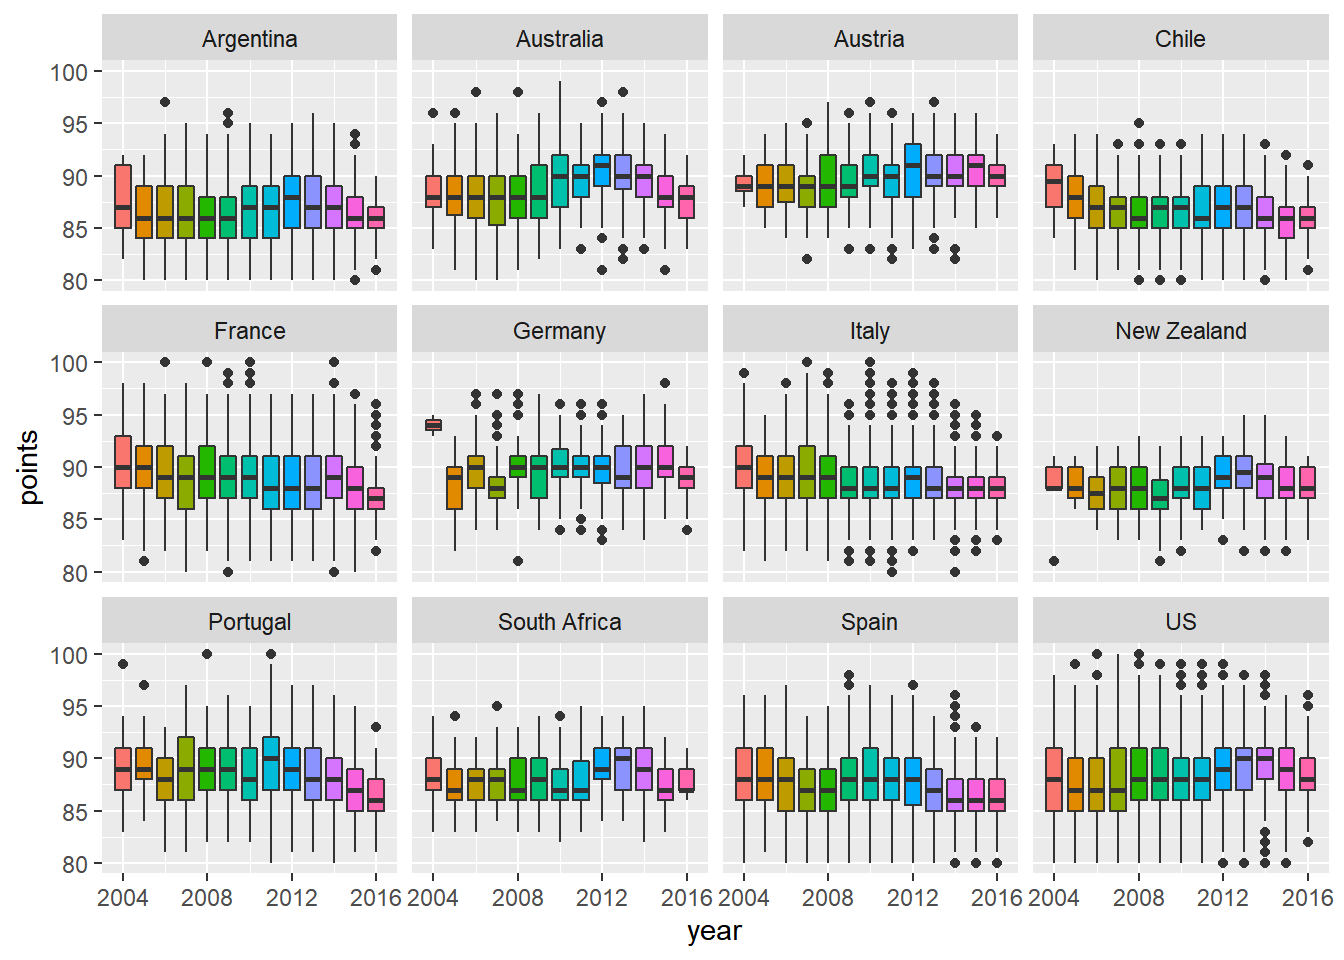 Argentina Australia Austria Chile
100
95
90
85
80
France Germany Italy New Zealand
100
95
90
85
80
points
Portugal South Africa Spain US
100
95
90
85
80
2004 2008 2012 2016 2004 2008 2012 2016 2004 2008 2012 2016 2004 2008 2012 2016
year